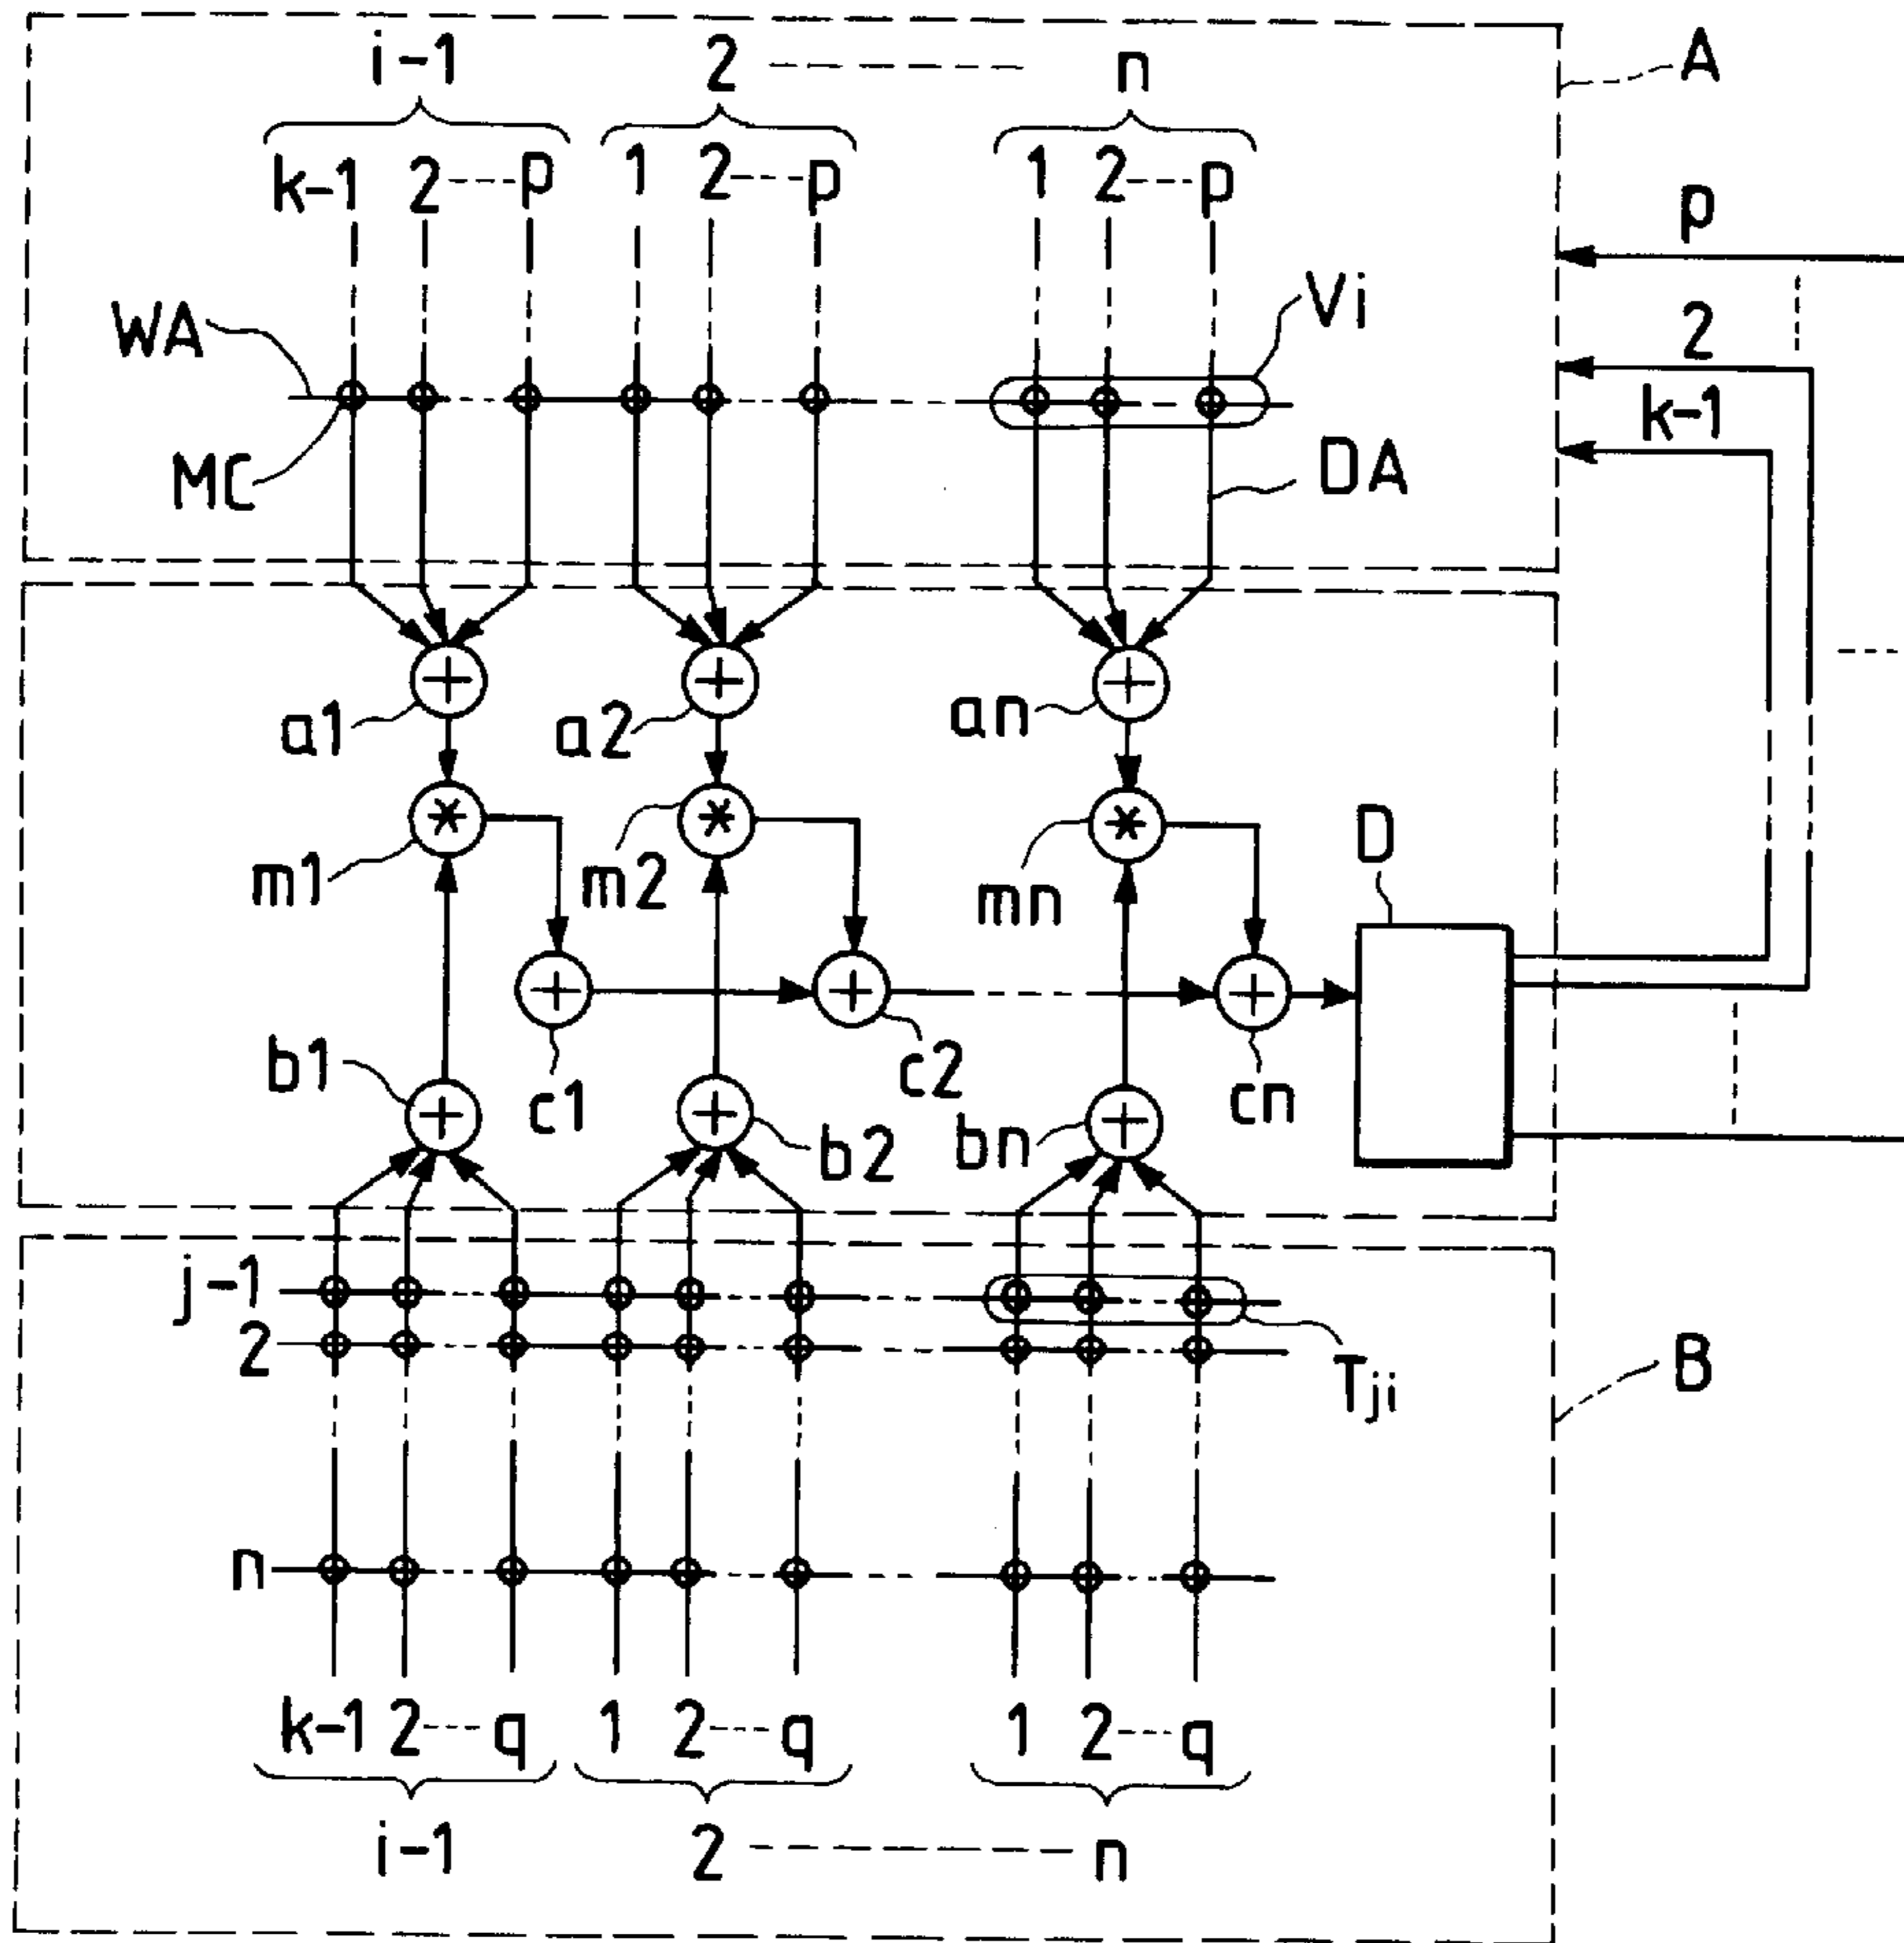 i-1 2 n
A
k-1 2 p 1 2 p 1 2 p
p
Vi
WA
2
k-1
MC
DA
+ + +
a1 a2 an
* * *
D
m1 m2 mn
+ + +
b1 c1 c2 cn
+ + +
b2 bn
j-1
2
Tji
B
n
k-1 2 q 1 2 q 1 2 q
i-1 2 n